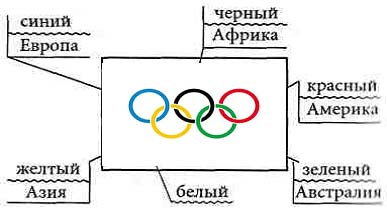 синий
Европа
черный
Африка
красный
Америка
желтый
Азия
белый
зеленый
Австралия